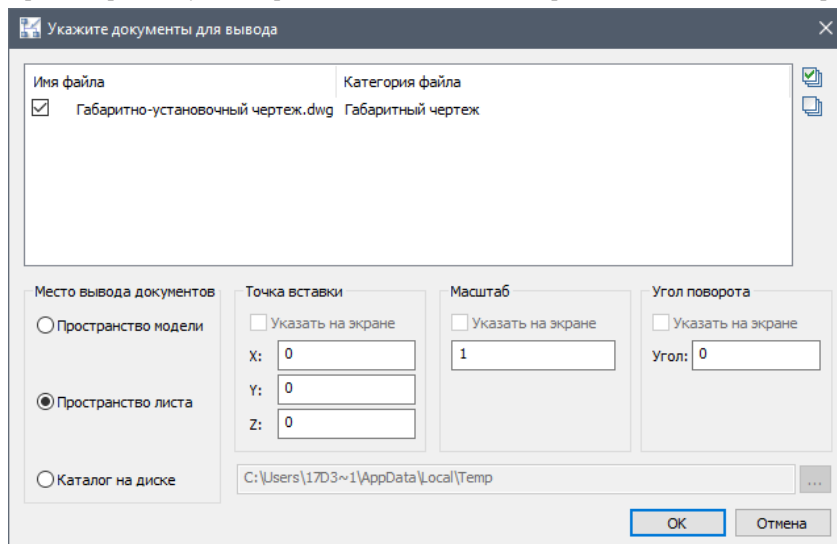 Укажите документы для вывода
Имя файла Категория файла
Габаритно-установочный чертеж.dwg Габаритный чертеж
Место вывода документов Точка вставки Масштаб Угол поворота
Пространство модели Указать на экране Указать на экране Указать на экране
X: 0 1 Угол: 0
Пространство листа Y: 0
Z: 0
Каталог на диске C:\Users\17D3~1\AppData\Local\Temp ...
OK Отмена